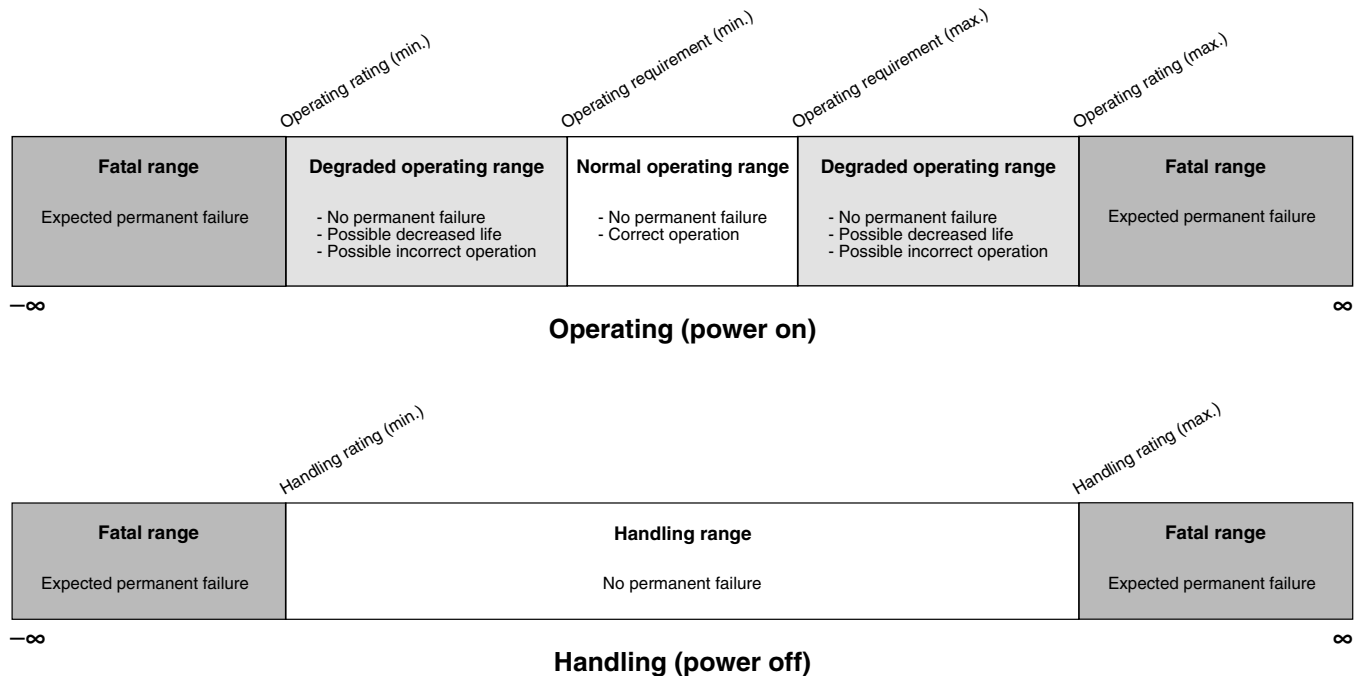 Operating rating (min.)
Operating requirement (min.)
Operating requirement (max.)
Operating rating (max.)
Fatal range
Expected permanent failure
Degraded operating range
- No permanent failure
- Possible decreased life
- Possible incorrect operation
Normal operating range
- No permanent failure
- Correct operation
Degraded operating range
- No permanent failure
- Possible decreased life
- Possible incorrect operation
Fatal range
Expected permanent failure
–∞
∞
Operating (power on)
Handling rating (min.)
Handling rating (max.)
Fatal range
Expected permanent failure
Handling range
No permanent failure
Fatal range
Expected permanent failure
–∞
∞
Handling (power off)